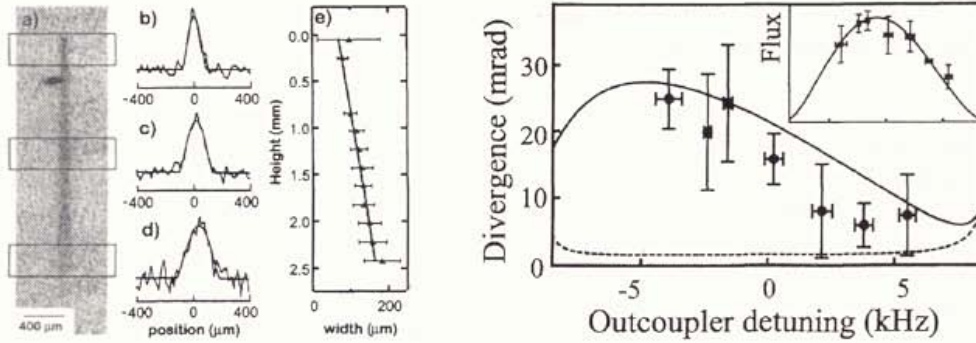 a)
400 μm
b)
-400 0 400
c)
-400 0 400
d)
-400 0 400
position (μm)
e)
0.0
0.5
1.0
1.5
2.0
2.5
Height (mm)
0 100 200
width (μm)
Divergence (mrad)
30
20
10
0
-5 0 5
Outcoupler detuning (kHz)
Flux